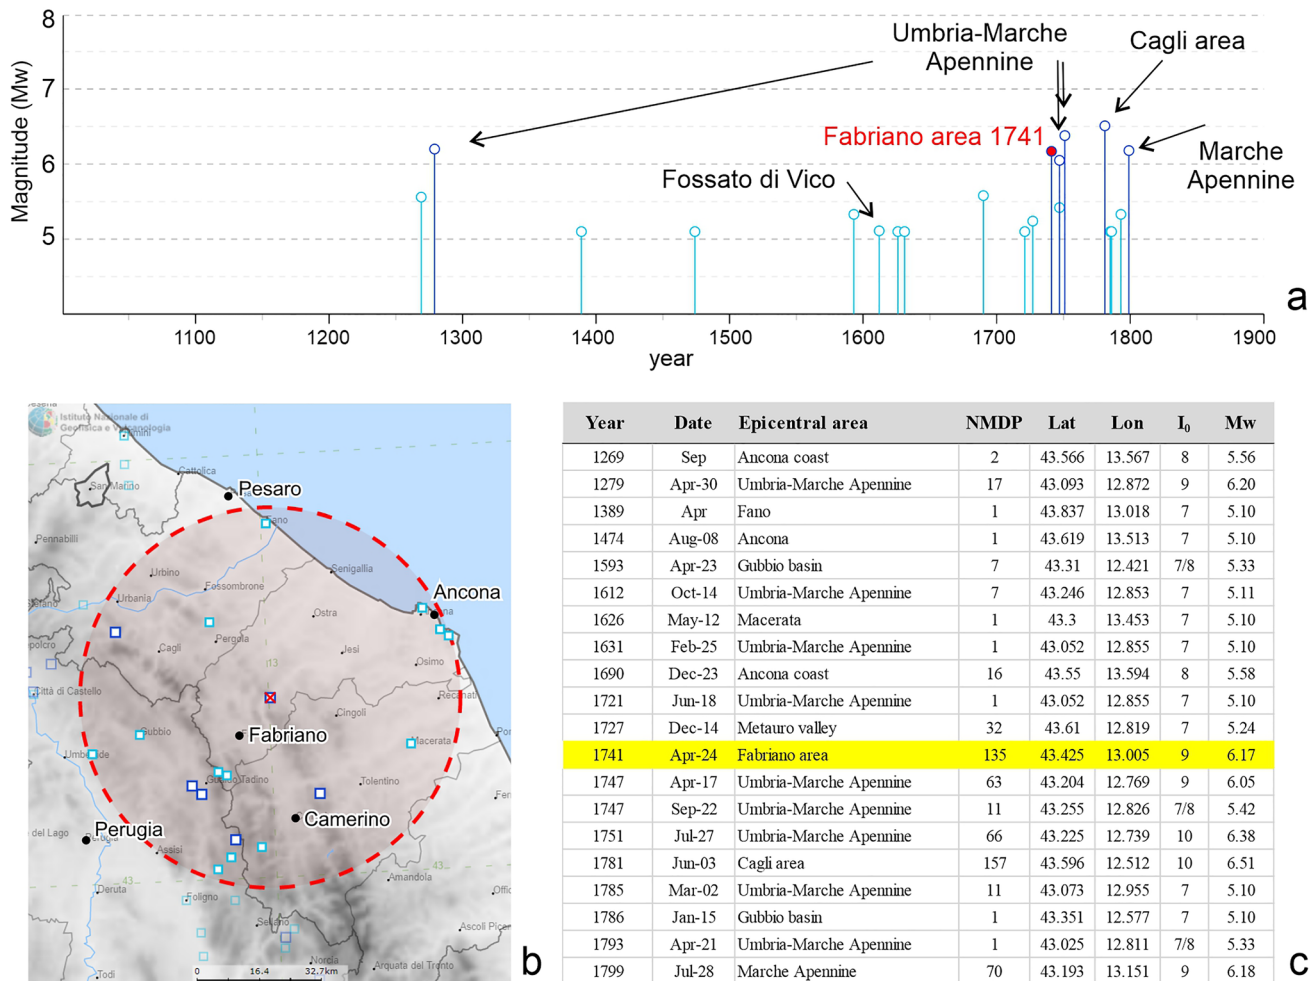 8
7
6
5
Magnitude (Mw)
Umbria-Marche
Apennine
Cagli area
Fabriano area 1741
Fossato di Vico
Marche
Apennine
a
1100
1200
1300
1400
1500
1600
1700
1800
1900
year
Istituto Nazionale di
Geofisica e Vulcanologia
Cattolica
San Marino
Pesaro
Fano
Pennabilli
Urbino
Fossombrone
Senigallia
Urbania
Ancona
Ostra
Pergola
Cagli
Jesi
Osimo
13
Città di Castello
Recanati
Cingoli
Gubbio
Fabriano
Macerata
Umbertide
Gualdo Tadino
Tolentino
Camerino
Perugia
del Lago
Assisi
43
43
Amandola
Deruta
Foligno
Sellano
Norcia
Arquata del Tronto
Todi
0 16.4 32.7km
b
Year Date Epicentral area NMDP Lat Lon I0 Mw
1269 Sep Ancona coast 2 43.566 13.567 8 5.56
1279 Apr-30 Umbria-Marche Apennine 17 43.093 12.872 9 6.20
1389 Apr Fano 1 43.837 13.018 7 5.10
1474 Aug-08 Ancona 1 43.619 13.513 7 5.10
1593 Apr-23 Gubbio basin 7 43.31 12.421 7/8 5.33
1612 Oct-14 Umbria-Marche Apennine 7 43.246 12.853 7 5.11
1626 May-12 Macerata 1 43.3 13.453 7 5.10
1631 Feb-25 Umbria-Marche Apennine 1 43.052 12.855 7 5.10
1690 Dec-23 Ancona coast 16 43.55 13.594 8 5.58
1721 Jun-18 Umbria-Marche Apennine 1 43.052 12.855 7 5.10
1727 Dec-14 Metauro valley 32 43.61 12.819 7 5.24
1741 Apr-24 Fabriano area 135 43.425 13.005 9 6.17
1747 Apr-17 Umbria-Marche Apennine 63 43.204 12.769 9 6.05
1747 Sep-22 Umbria-Marche Apennine 11 43.255 12.826 7/8 5.42
1751 Jul-27 Umbria-Marche Apennine 66 43.225 12.739 10 6.38
1781 Jun-03 Cagli area 157 43.596 12.512 10 6.51
1785 Mar-02 Umbria-Marche Apennine 11 43.073 12.955 7 5.10
1786 Jan-15 Gubbio basin 1 43.351 12.577 7 5.10
1793 Apr-21 Umbria-Marche Apennine 1 43.025 12.811 7/8 5.33
1799 Jul-28 Marche Apennine 70 43.193 13.151 9 6.18
c